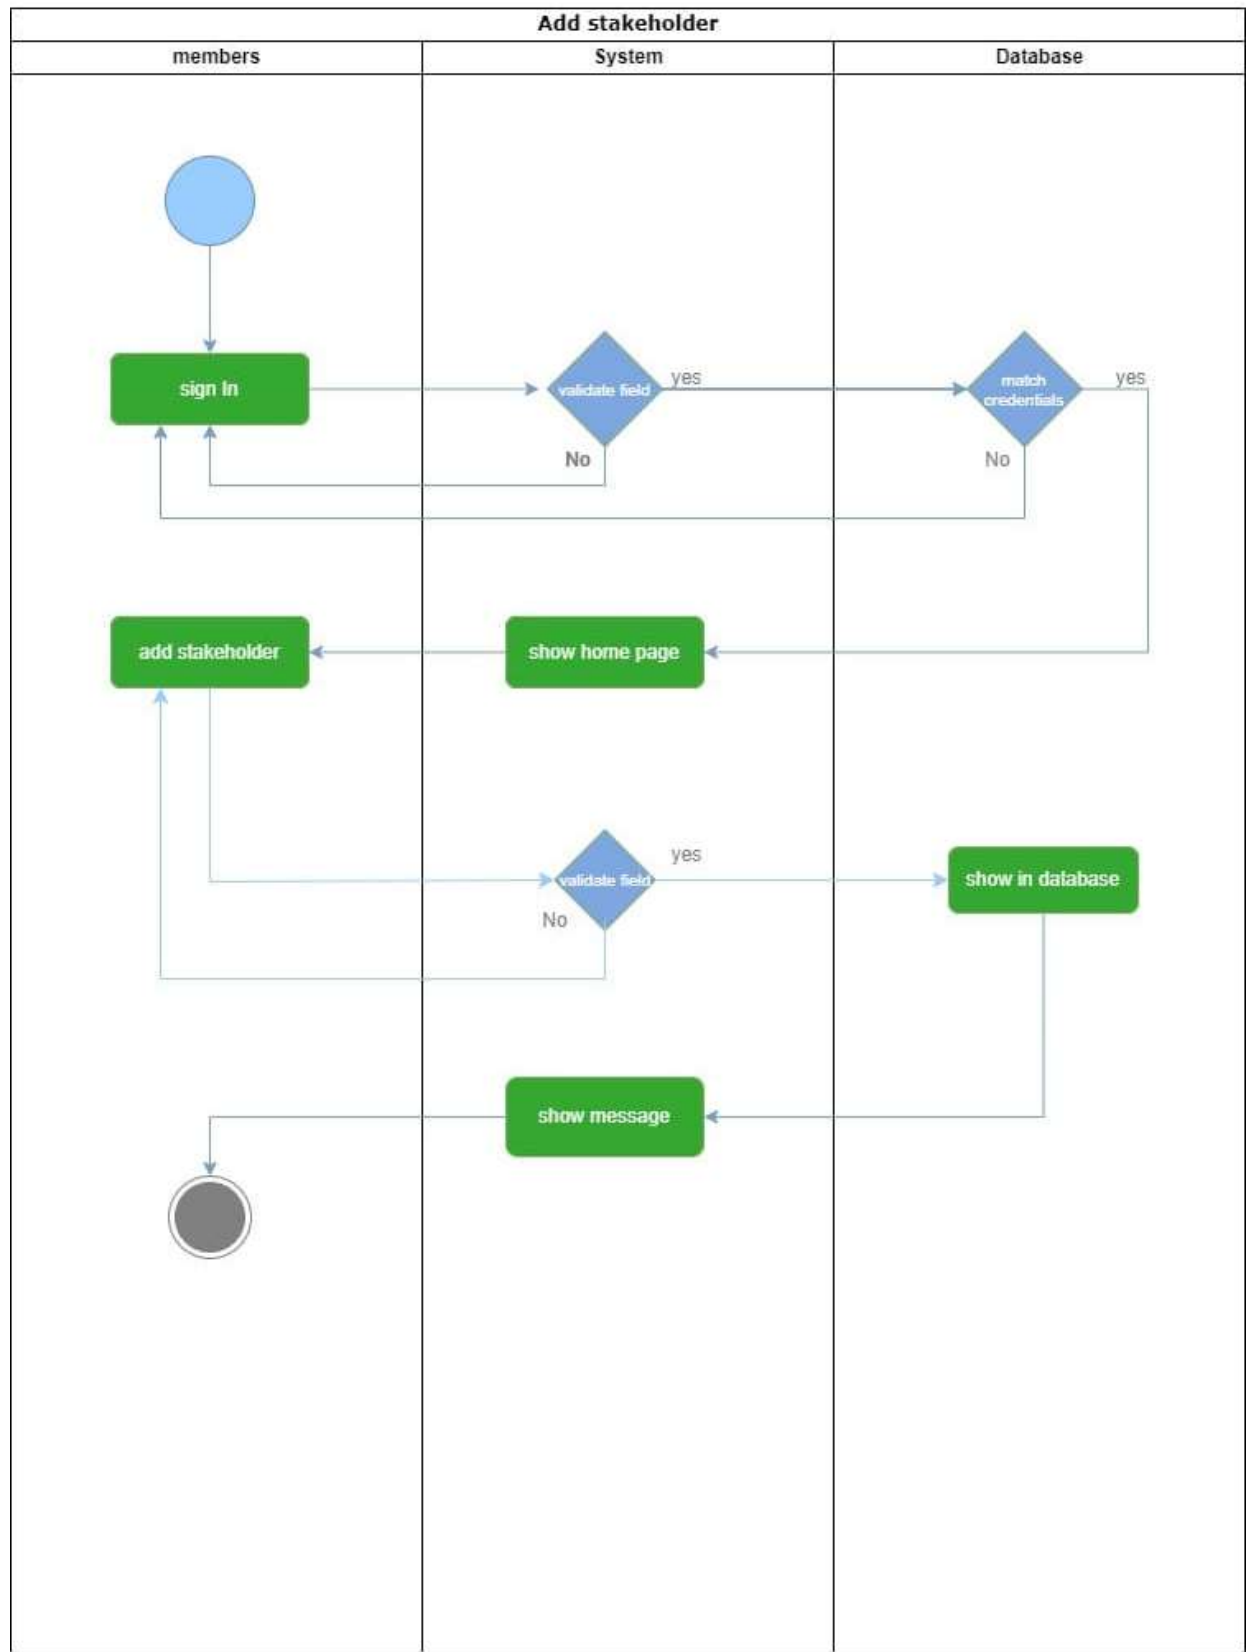 Add stakeholder
members
System
Database
sign In
validate field
yes
match
credentials
yes
No
No
add stakeholder
show home page
validate field
yes
show in database
No
show message